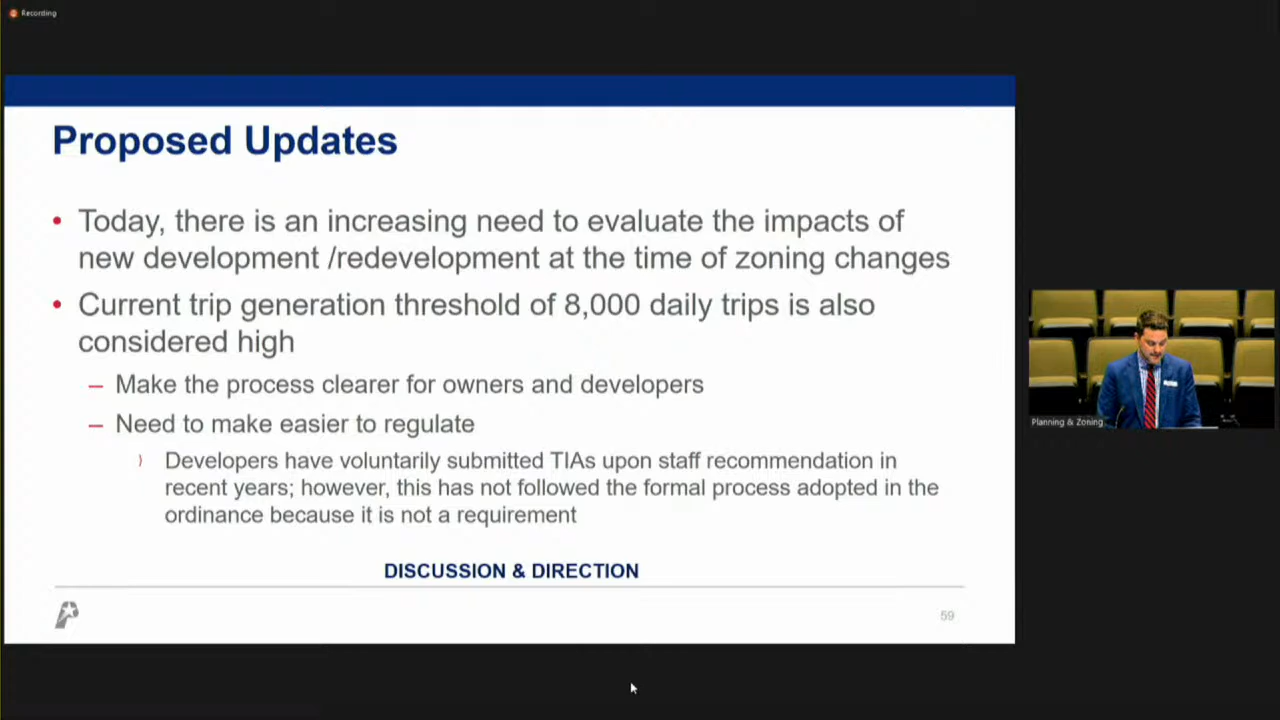 Recording
Proposed Updates
• Today, there is an increasing need to evaluate the impacts of
new development /redevelopment at the time of zoning changes
• Current trip generation threshold of 8,000 daily trips is also
considered high
– Make the process clearer for owners and developers
– Need to make easier to regulate
⟩ Developers have voluntarily submitted TIAs upon staff recommendation in
recent years; however, this has not followed the formal process adopted in the
ordinance because it is not a requirement
DISCUSSION & DIRECTION
59
Planning & Zoning